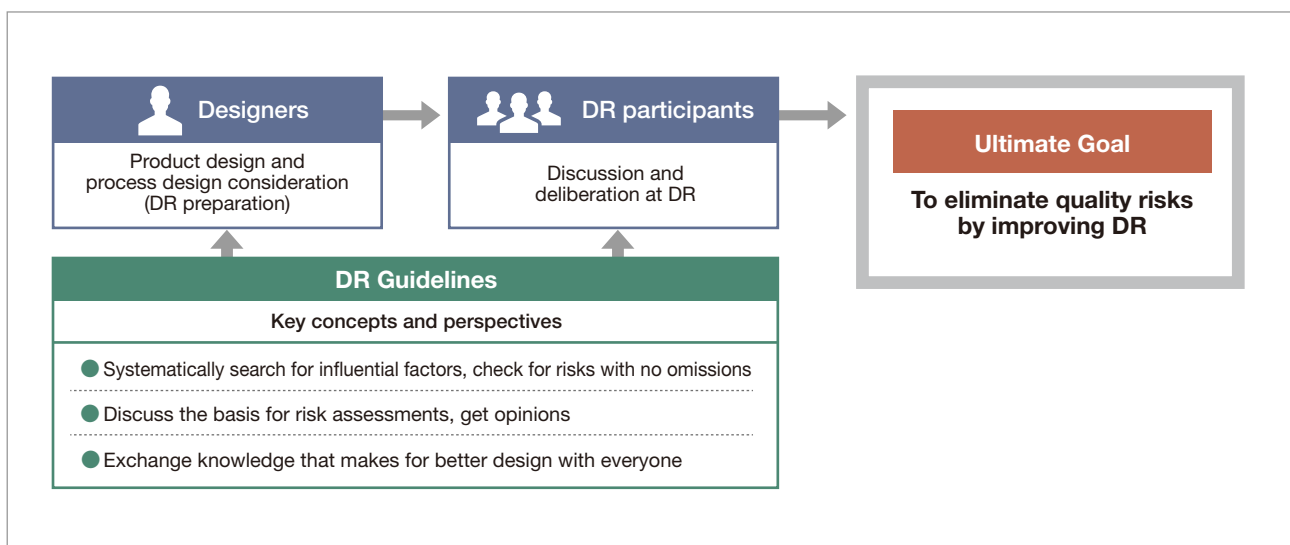 Designers
Product design and
process design consideration
(DR preparation)
DR participants
Discussion and
deliberation at DR
Ultimate Goal
To eliminate quality risks
by improving DR
DR Guidelines
Key concepts and perspectives
Systematically search for influential factors, check for risks with no omissions
Discuss the basis for risk assessments, get opinions
Exchange knowledge that makes for better design with everyone